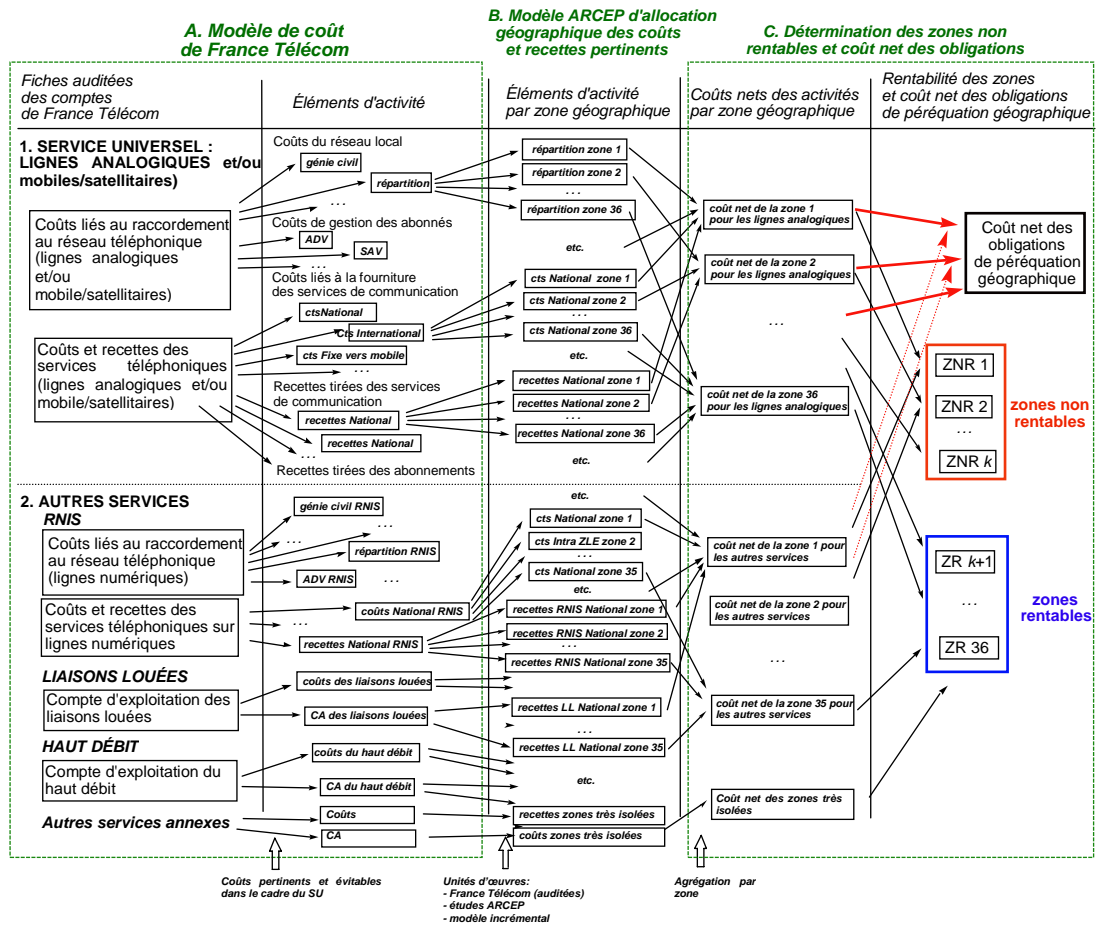 A. Modèle de coût
de France Télécom
B. Modèle ARCEP d'allocation
géographique des coûts
et recettes pertinents
C. Détermination des zones non
rentables et coût net des obligations
Fiches auditées
des comptes
de France Télécom
Éléments d'activité
Éléments d'activité
par zone géographique
Coûts nets des activités
par zone géographique
Rentabilité des zones
et coût net des obligations
de péréquation géographique
1. SERVICE UNIVERSEL :
LIGNES ANALOGIQUES et/ou
mobiles/satellitaires)
Coûts liés au raccordement
au réseau téléphonique
(lignes analogiques
et/ou
mobile/satellitaires)
Coûts et recettes des
services téléphoniques
(lignes analogiques et/ou
mobile/satellitaires)
Coûts du réseau local
génie civil
répartition
...
Coûts de gestion des abonnés
ADV
SAV
...
Coûts liés à la fourniture
des services de communication
ctsNational
Cts International
cts Fixe vers mobile
...
Recettes tirées des services
de communication
recettes National
recettes National
...
Recettes tirées des abonnements
répartition zone 1
répartition zone 2
...
répartition zone 36
etc.
cts National zone 1
cts National zone 2
...
cts National zone 36
etc.
recettes National zone 1
recettes National zone 2
...
recettes National zone 36
etc.
coût net de la zone 1
pour les lignes analogiques
coût net de la zone 2
pour les lignes analogiques
...
coût net de la zone 36
pour les lignes analogiques
Coût net des
obligations
de péréquation
géographique
ZNR 1
ZNR 2
...
ZNR k
zones non
rentables
2. AUTRES SERVICES
RNIS
Coûts liés au raccordement
au réseau téléphonique
(lignes numériques)
Coûts et recettes des
services téléphoniques sur
lignes numériques
LIAISONS LOUÉES
Compte d'exploitation des
liaisons louées
HAUT DÉBIT
Compte d'exploitation du
haut débit
Autres services annexes
génie civil RNIS
...
...
répartition RNIS
ADV RNIS
...
coûts National RNIS
...
recettes National RNIS
coûts des liaisons louées
CA des liaisons louées
coûts du haut débit
CA du haut débit
Coûts
CA
etc.
cts National zone 1
cts Intra ZLE zone 2
...
cts National zone 35
etc.
recettes RNIS National zone 1
recettes RNIS National zone 2
...
recettes RNIS National zone 35
recettes LL National zone 1
...
recettes LL National zone 35
etc.
recettes zones très isolées
coûts zones très isolées
coût net de la zone 1 pour
les autres services
coût net de la zone 2 pour
les autres services
...
coût net de la zone 35 pour
les autres services
Coût net des zones très
isolées
ZR k+1
...
ZR 36
zones
rentables
Coûts pertinents et évitables
dans le cadre du SU
Unités d'œuvres:
- France Télécom (auditées)
- études ARCEP
- modèle incrémental
Agrégation par
zone